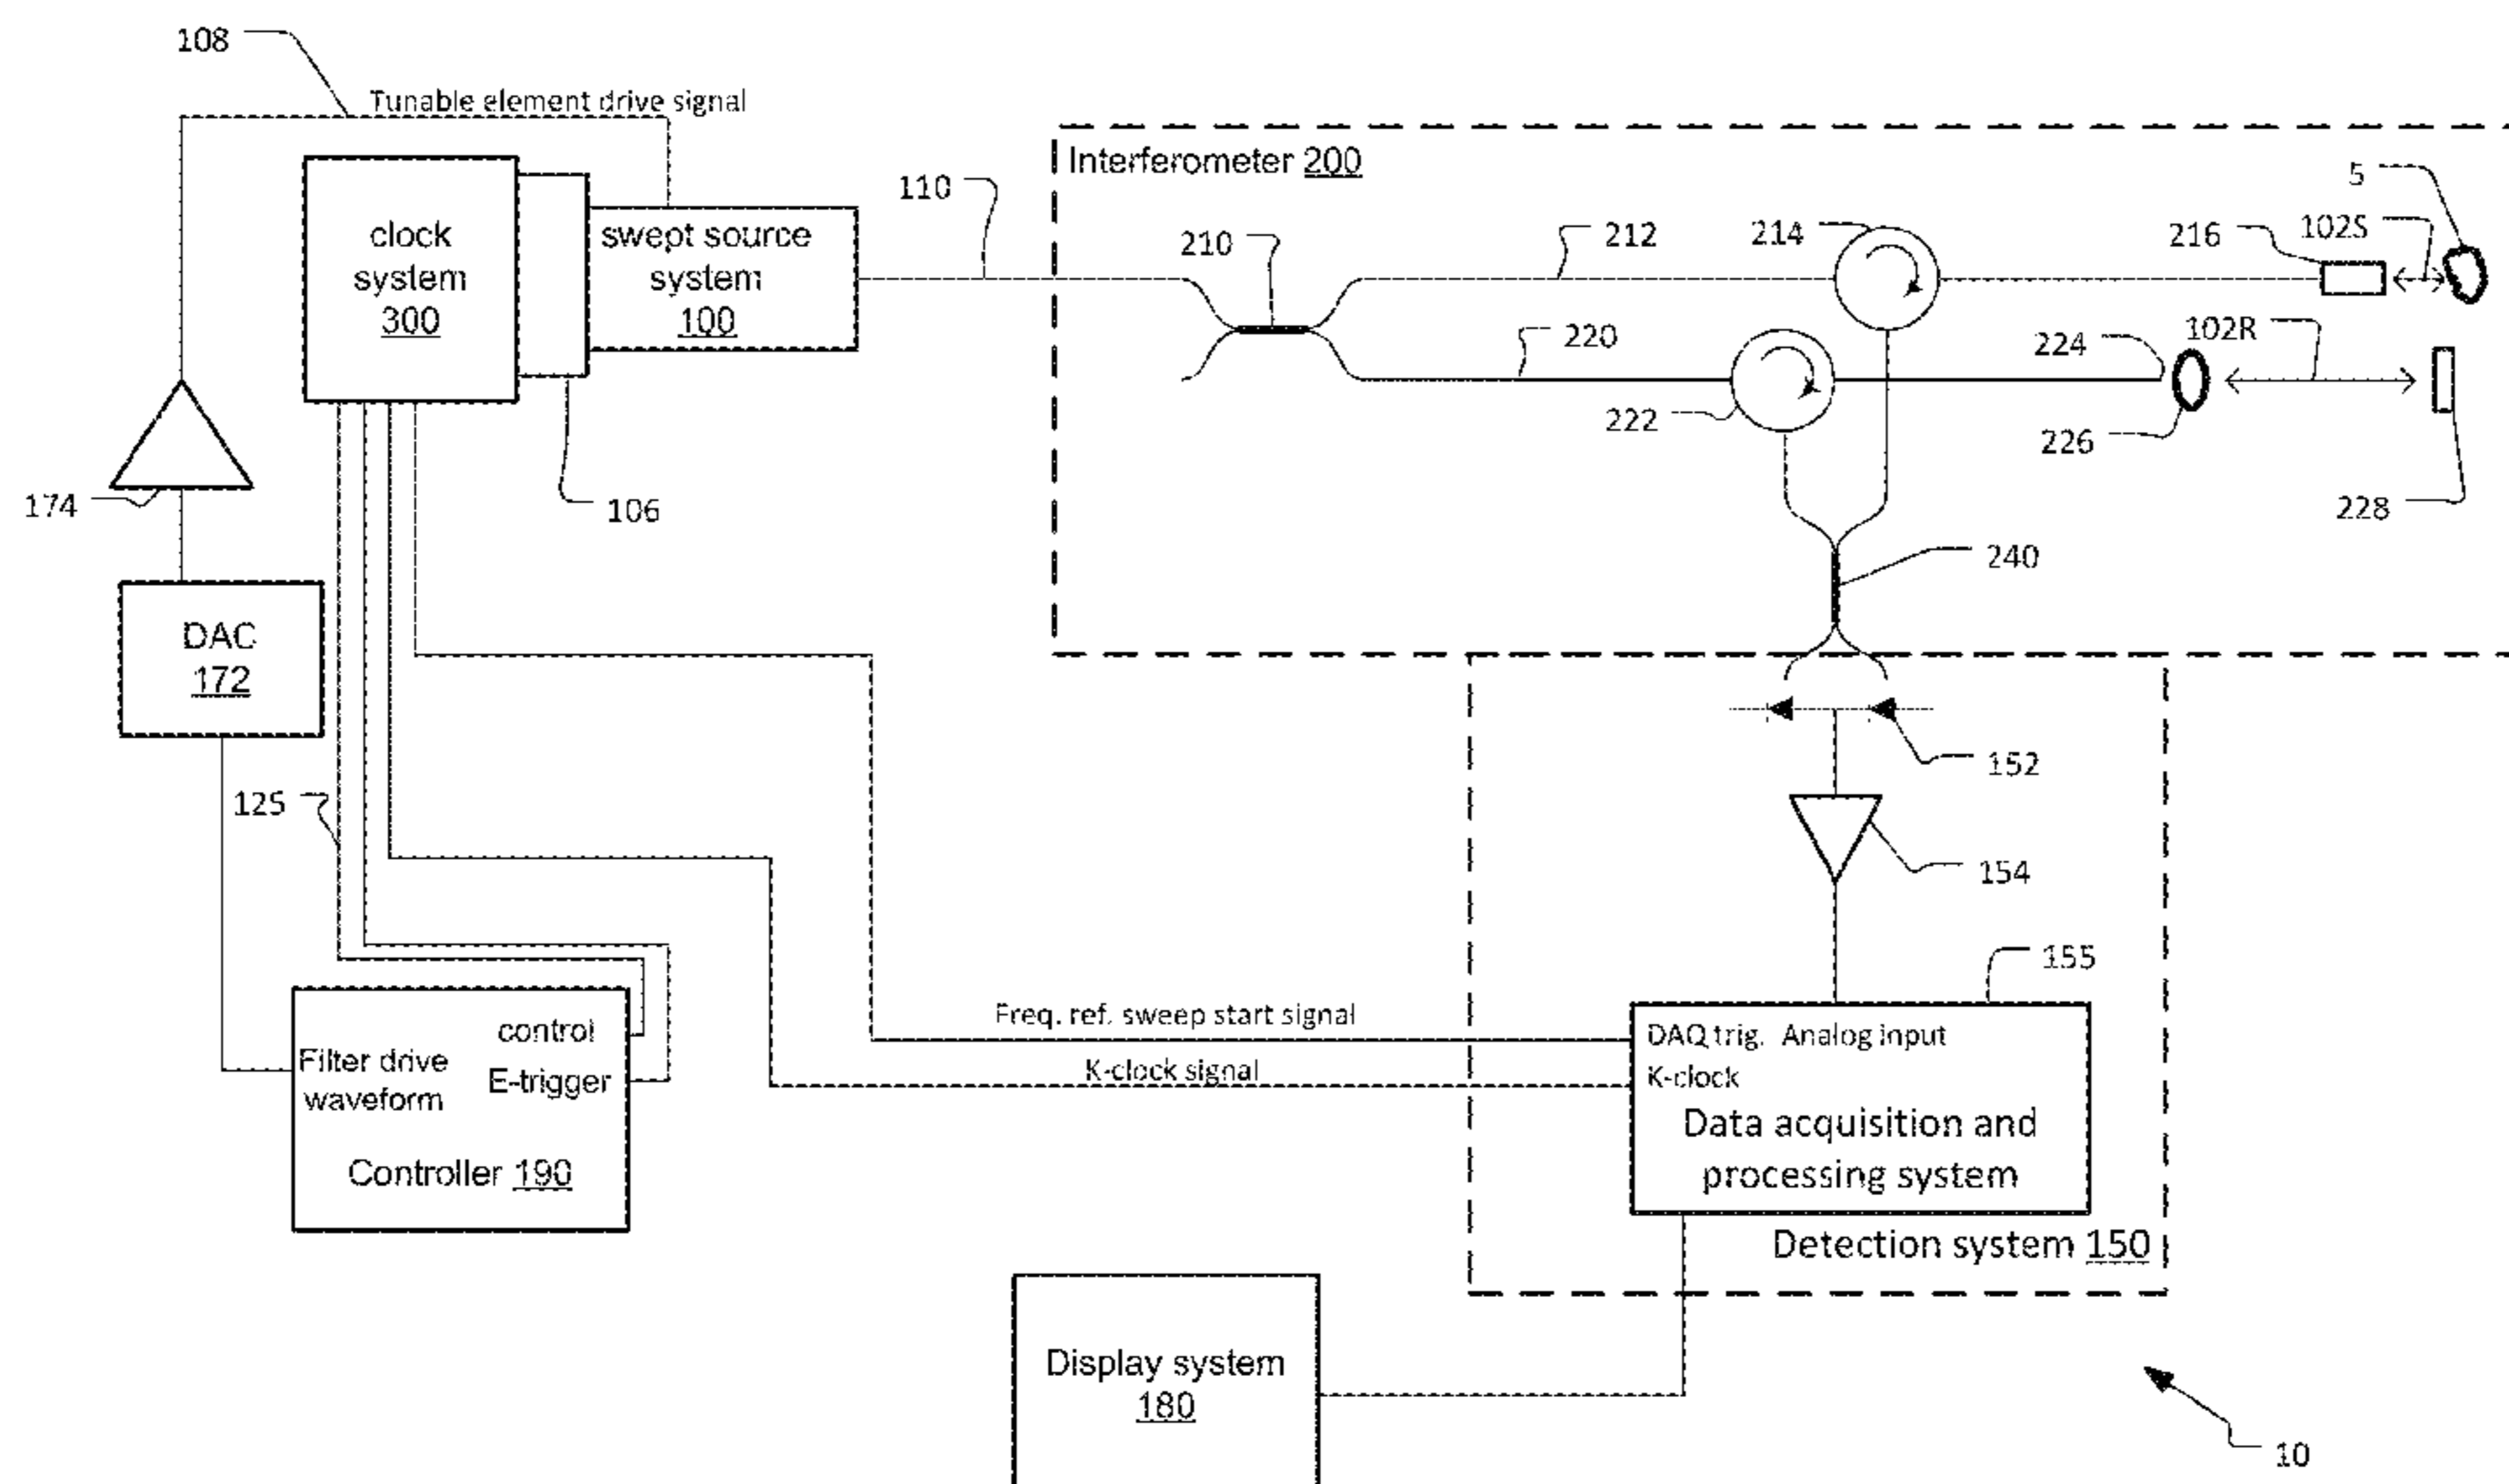 108
Tunable element drive signal
Interferometer 200
5
110
clock
system
300
swept source
system
100
210
212
214
216
102S
220
222
224
102R
226
228
174
106
240
DAC
172
152
125
154
155
Freq. ref. sweep start signal
K-clock signal
DAQ trig. Analog input
K-clock
Data acquisition and
processing system
Detection system 150
control
Filter drive
waveform
E-trigger
Controller 190
Display system
180
10